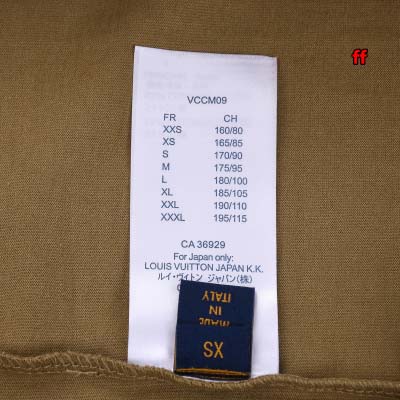 ff
VCCM09
FR CH
XXS 160/80
XS 165/85
S 170/90
M 175/95
L 180/100
XL 185/105
XXL 190/110
XXXL 195/115
CA 36929
For Japan only:
LOUIS VUITTON JAPAN K.K.
ルイ・ヴィトン ジャパン(株)
MADE
IN
ITALY
XS